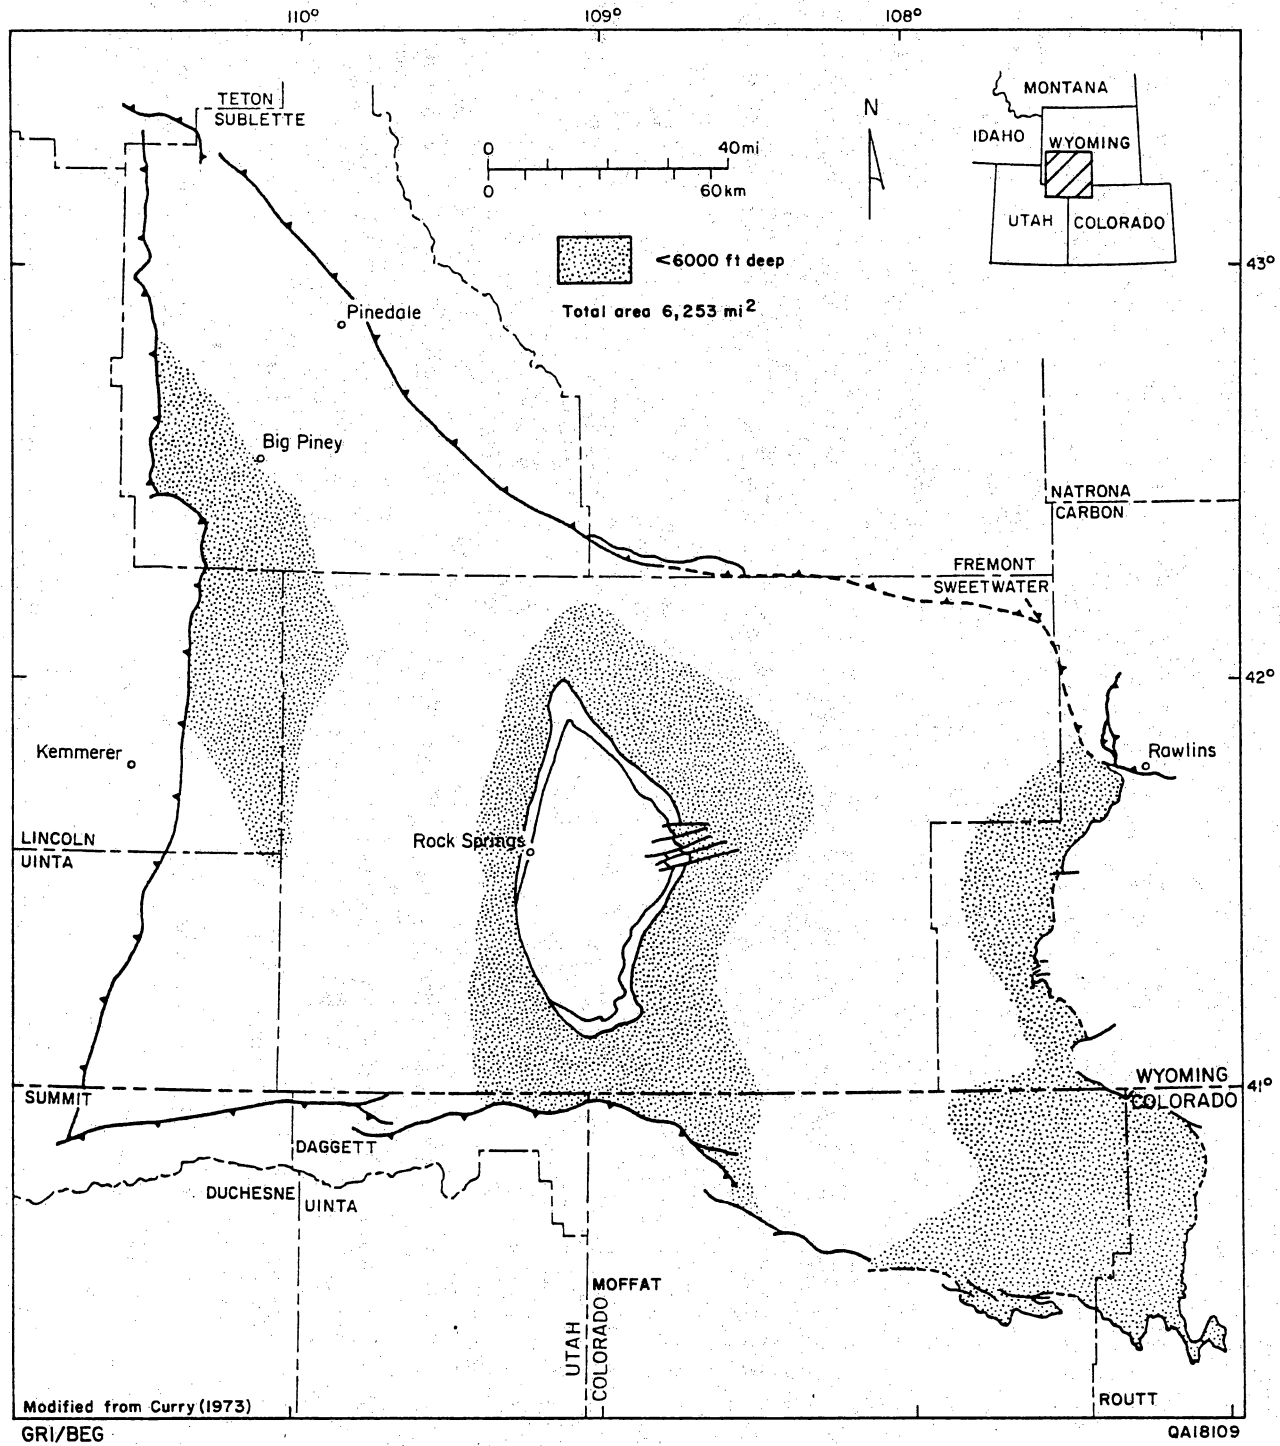 110°
109°
108°
TETON
SUBLETTE
0
40mi
0
60km
N
MONTANA
IDAHO
WYOMING
UTAH
COLORADO
<6000 ft deep
Total area 6,253 mi²
43°
Pinedale
Big Piney
NATRONA
CARBON
FREMONT
SWEETWATER
42°
Kemmerer
Rawlins
Rock Springs
LINCOLN
UINTA
SUMMIT
WYOMING
COLORADO
41°
DAGGETT
DUCHESNE
UINTA
MOFFAT
UTAH
COLORADO
ROUTT
Modified from Curry (1973)
GRI/BEG
QA18109